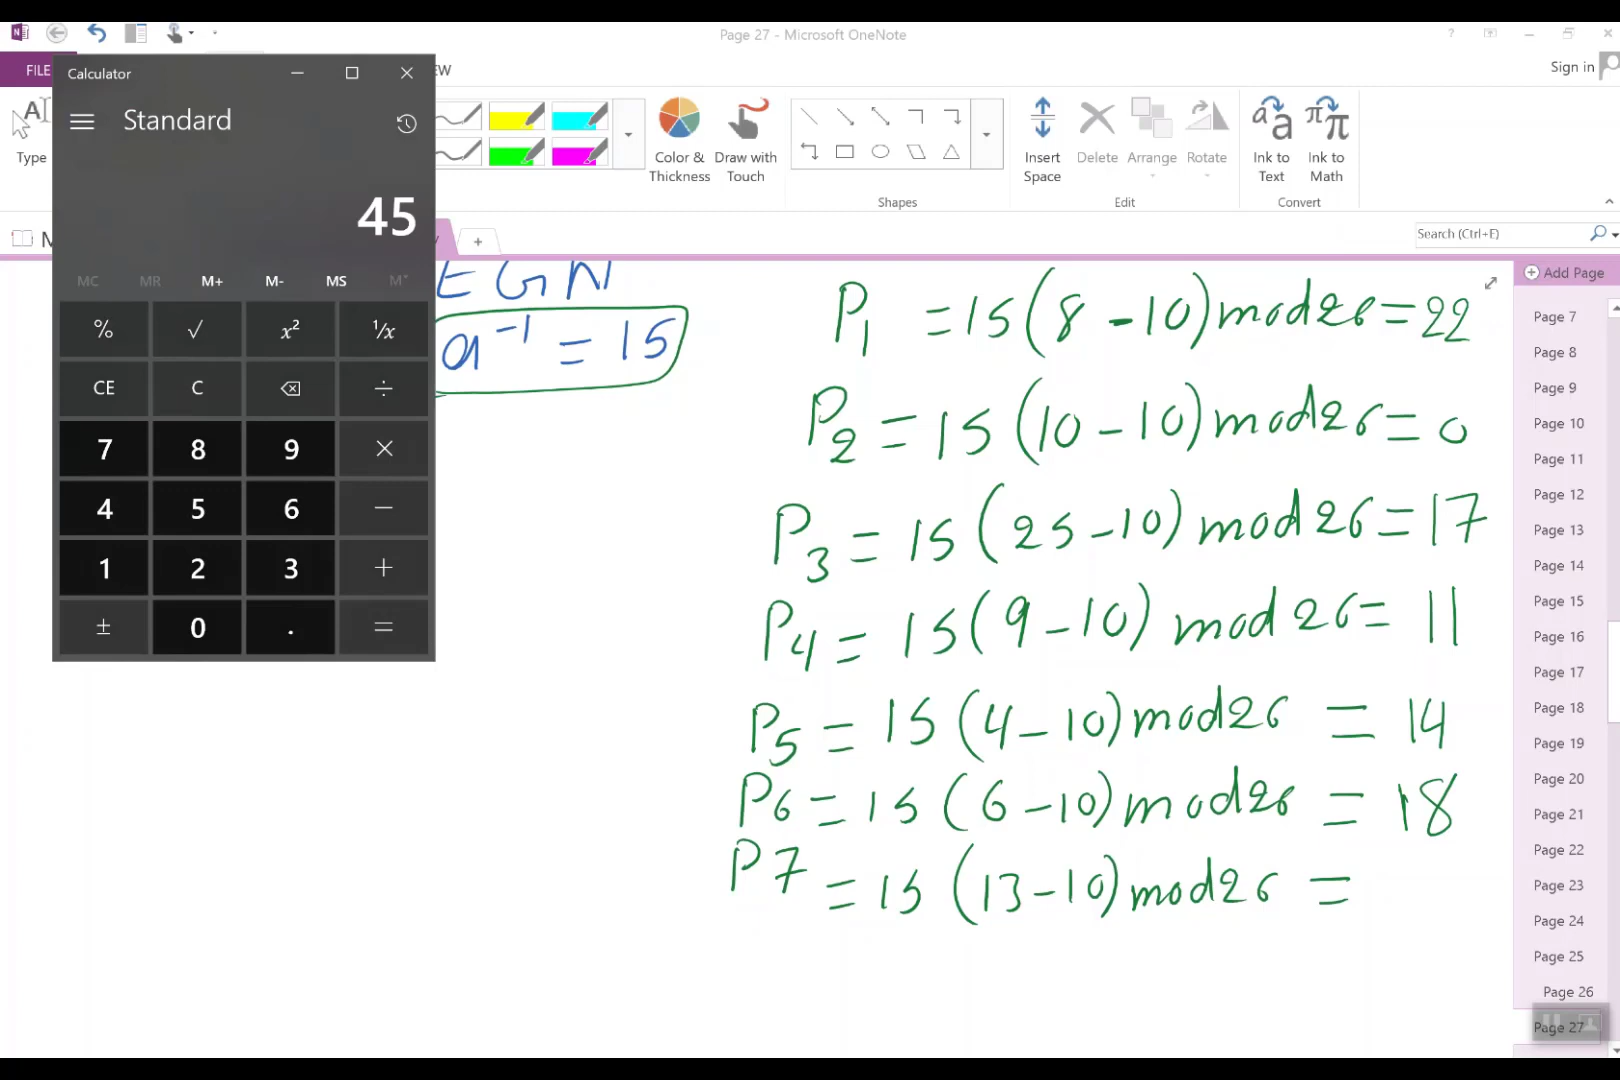 Page 27 - Microsoft OneNote
?
FILE
EW
Sign in
Calculator
Standard
45
MC MR M+ M- MS M˅
% √ x² ¹/x
CE C ÷
7 8 9 ×
4 5 6 −
1 2 3 +
± 0 . =
Type
Color &
Thickness
Draw with
Touch
Shapes
Insert
Space
Delete
Arrange
Rotate
Edit
Ink to
Text
Ink to
Math
Convert
M
+
Search (Ctrl+E)
Add Page
EGN
a⁻¹ = 15
P₁ = 15(8 - 10) mod 26 = 22
P₂ = 15(10 - 10) mod 26 = 0
P₃ = 15(25 - 10) mod 26 = 17
P₄ = 15(9 - 10) mod 26 = 11
P₅ = 15(4 - 10) mod 26 = 14
P6 = 15(6 - 10) mod 26 = 18
P7 = 15(13 - 10) mod 26 =
Page 7
Page 8
Page 9
Page 10
Page 11
Page 12
Page 13
Page 14
Page 15
Page 16
Page 17
Page 18
Page 19
Page 20
Page 21
Page 22
Page 23
Page 24
Page 25
Page 26
Page 27